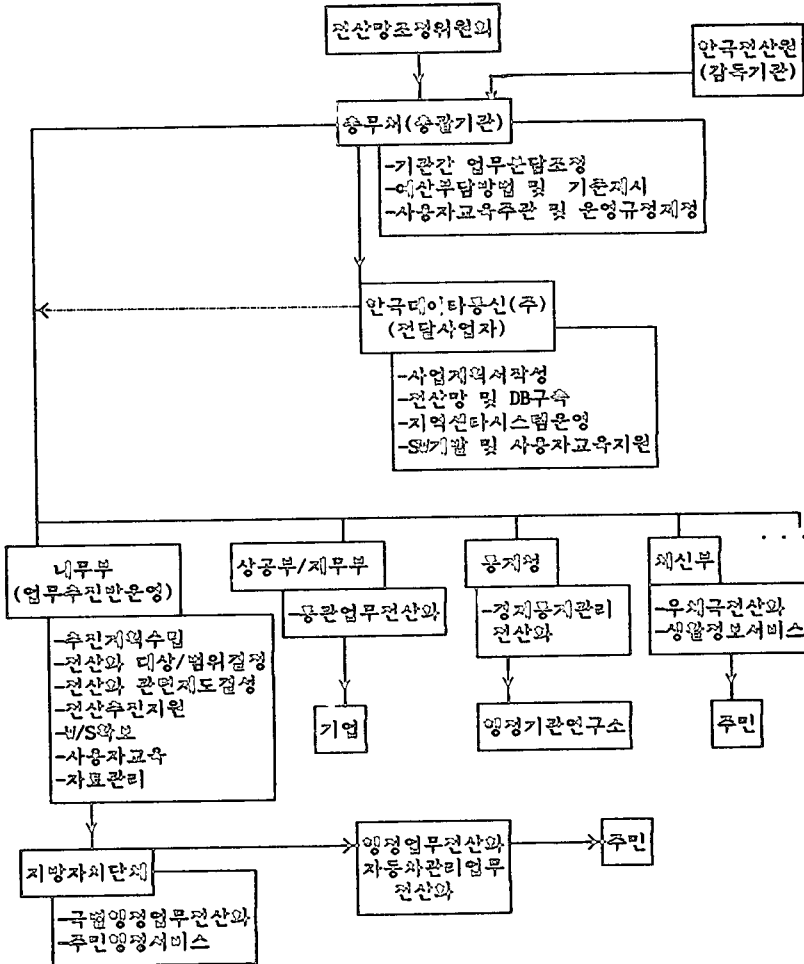 전산망조정위원회
한국전산원
(감독기관)
총무처(총괄기관)
-기관간 업무분담조정
-예산부담방법 및 기준제시
-사용자교육주관 및 운영규정제정
한국데이타통신(주)
(전담사업자)
-사업계획서작성
-전산망 및 DB구축
-지역센타시스템운영
-SW개발 및 사용자교육지원
내무부
(업무추진반운영)
-추진계획수립
-전산화 대상/범위결정
-전산화 관련제도결성
-전산추진지원
-W/S확보
-사용자교육
-자료관리
상공부/재무부
-통관업무전산화
기업
통계청
-경제통계관리
전산화
행정기관연구소
체신부
-우체국전산화
-생활정보서비스
주민
. . .
지방자치단체
-국범행정업무전산화
-주민행정서비스
행정업무전산화
자동차관리업무
전산화
주민